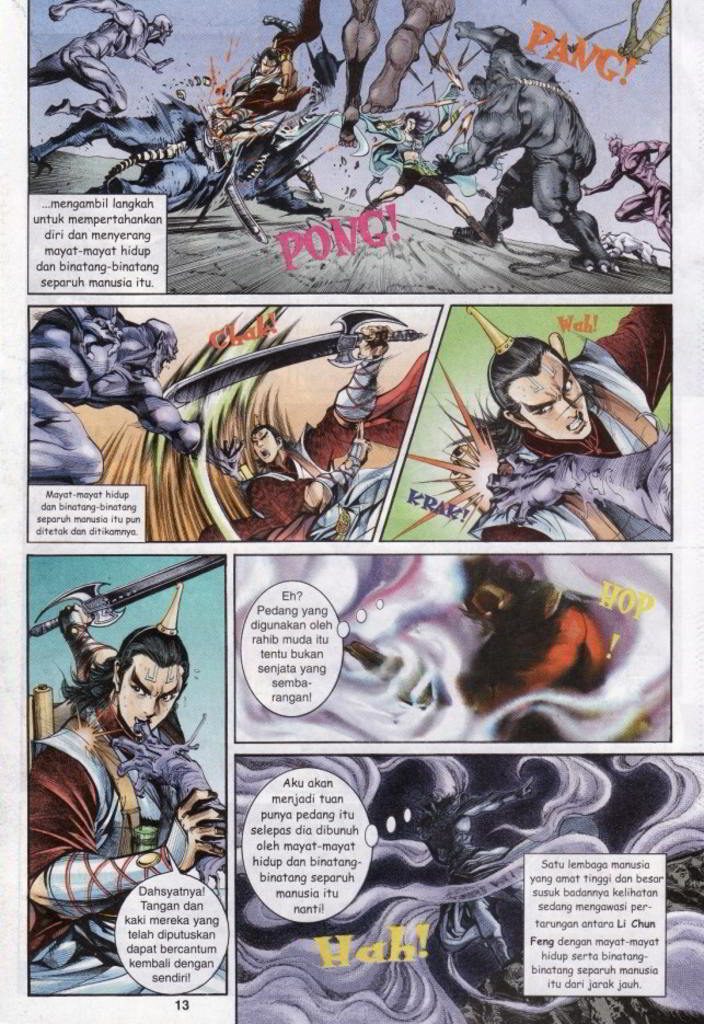 PANG!
...mengambil langkah
untuk mempertahankan
diri dan menyerang
mayat-mayat hidup
dan binatang-binatang
separuh manusia itu.
PONG!
Chak!
Mayat-mayat hidup
dan binatang-binatang
separuh manusia itu pun
ditetak dan ditikamnya.
Wah!
KRAK!
Dahsyatnya!
Tangan dan
kaki mereka yang
telah diputuskan
dapat bercantum
kembali dengan
sendiri!
Eh?
Pedang yang
digunakan oleh
rahib muda itu
tentu bukan
senjata yang
semba-
rangan!
HOP
!
Aku akan
menjadi tuan
punya pedang itu
selepas dia dibunuh
oleh mayat-mayat
hidup dan binatang-
binatang separuh
manusia itu
nanti!
Hah!
Satu lembaga manusia
yang amat tinggi dan besar
susuk badannya kelihatan
sedang mengawasi per-
tarungan antara Li Chun
Feng dengan mayat-mayat
hidup serta binatang-
binatang separuh manusia
itu dari jarak jauh.
13